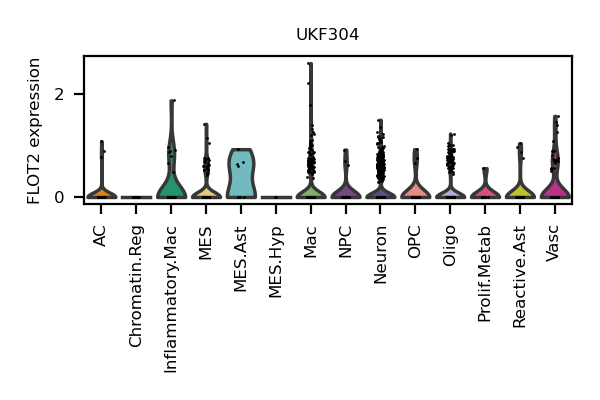 UKF304
FLOT2 expression
2
0
AC
Chromatin.Reg
Inflammatory.Mac
MES
MES.Ast
MES.Hyp
Mac
NPC
Neuron
OPC
Oligo
Prolif.Metab
Reactive.Ast
Vasc